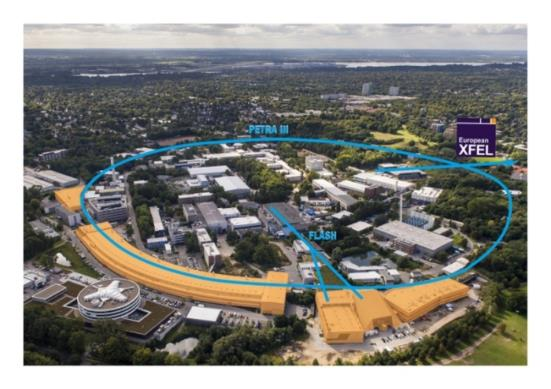 PETRA III
European
XFEL
FLASH